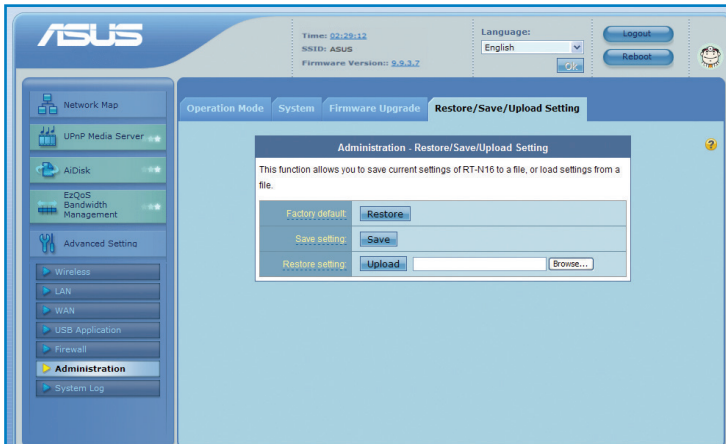 ASUS
Time: 02:29:12
SSID: ASUS
Firmware Version:: 9.9.3.7
Language:
English
Ok
Logout
Reboot
Network Map
UPnP Media Server
AiDisk
EzQoS
Bandwidth
Management
Advanced Setting
Wireless
LAN
WAN
USB Application
Firewall
Administration
System Log
Operation Mode
System
Firmware Upgrade
Restore/Save/Upload Setting
Administration - Restore/Save/Upload Setting
This function allows you to save current settings of RT-N16 to a file, or load settings from a
file.
Factory default: Restore
Save setting: Save
Restore setting: Upload Browse...
?